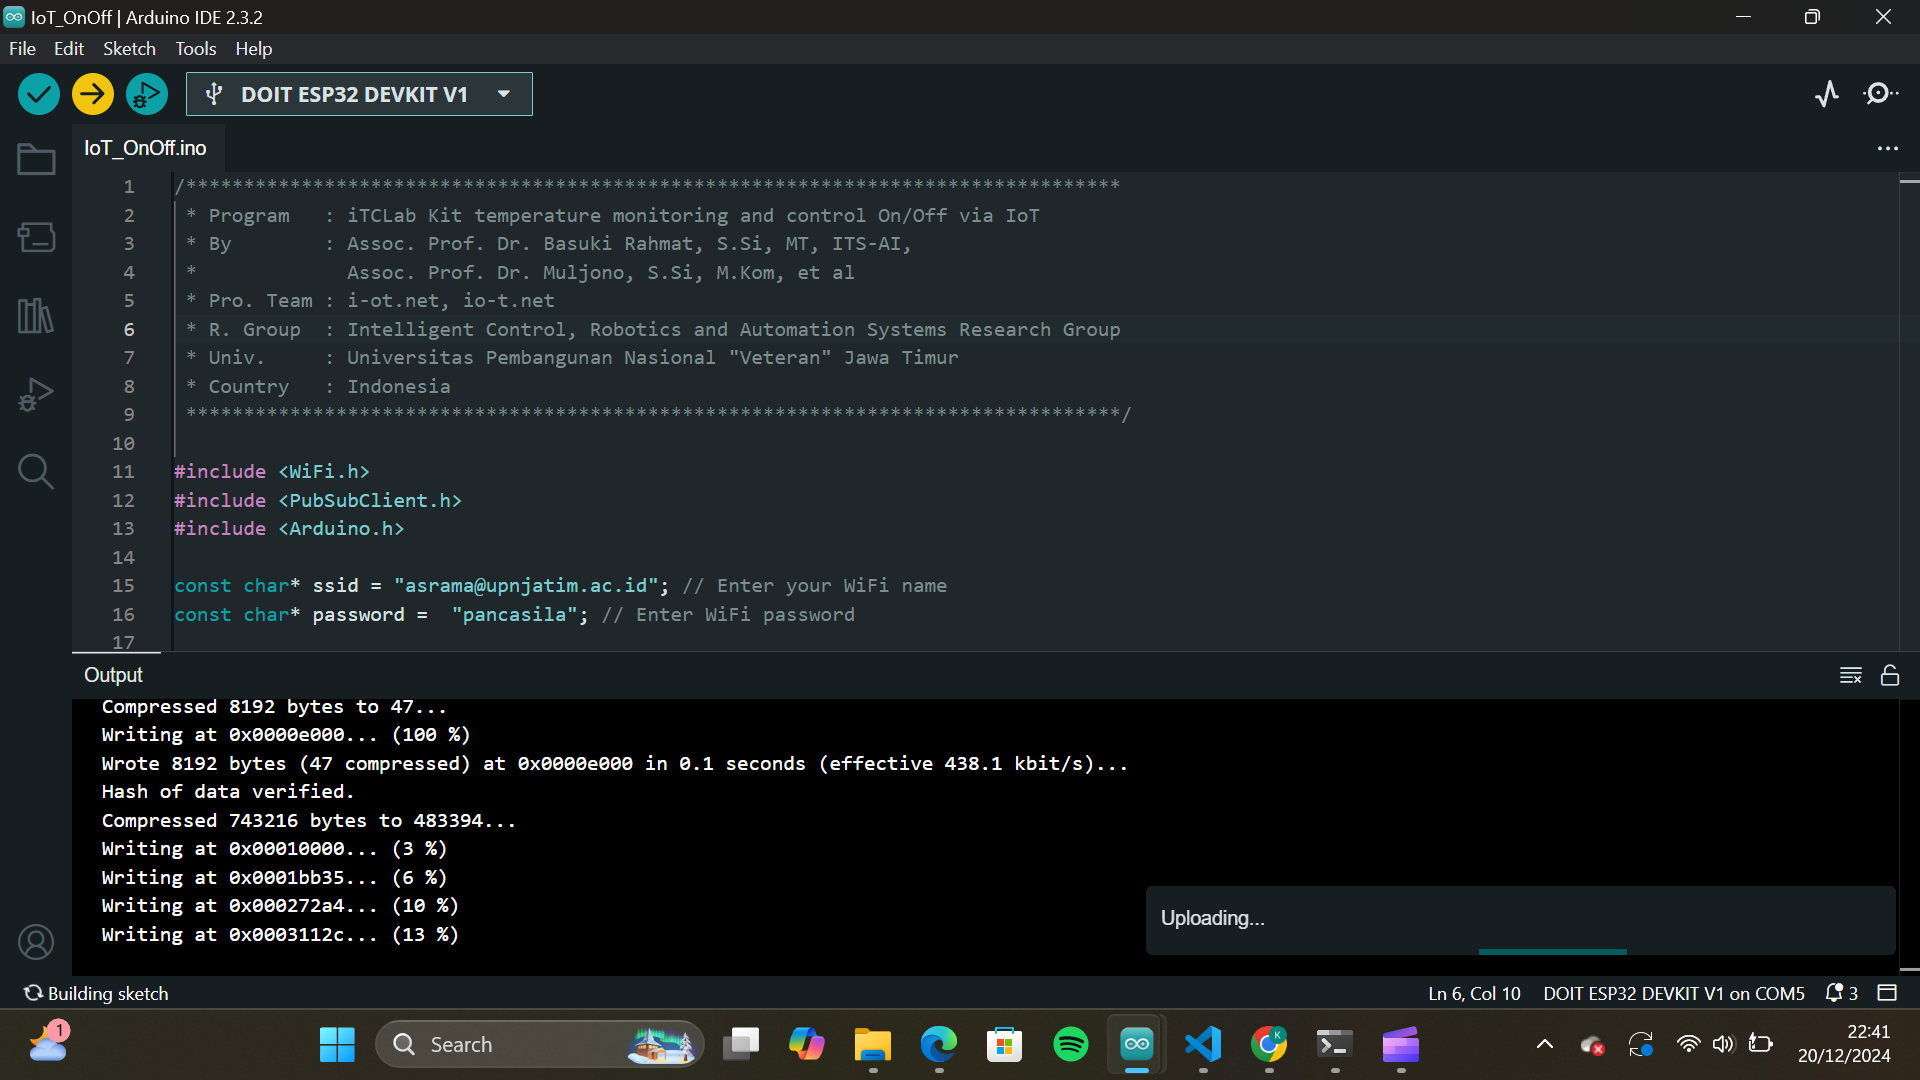 IoT_OnOff | Arduino IDE 2.3.2
File Edit Sketch Tools Help
DOIT ESP32 DEVKIT V1
IoT_OnOff.ino
1 /*********************************************************************************
2 * Program   : iTCLab Kit temperature monitoring and control On/Off via IoT
3 * By        : Assoc. Prof. Dr. Basuki Rahmat, S.Si, MT, ITS-AI,
4 *             Assoc. Prof. Dr. Muljono, S.Si, M.Kom, et al
5 * Pro. Team : i-ot.net, io-t.net
6 * R. Group  : Intelligent Control, Robotics and Automation Systems Research Group
7 * Univ.     : Universitas Pembangunan Nasional "Veteran" Jawa Timur
8 * Country   : Indonesia
9 *********************************************************************************/
10
11 #include <WiFi.h>
12 #include <PubSubClient.h>
13 #include <Arduino.h>
14
15 const char* ssid = "asrama@upnjatim.ac.id"; // Enter your WiFi name
16 const char* password =  "pancasila"; // Enter WiFi password
17
Output
Compressed 8192 bytes to 47...
Writing at 0x0000e000... (100 %)
Wrote 8192 bytes (47 compressed) at 0x0000e000 in 0.1 seconds (effective 438.1 kbit/s)...
Hash of data verified.
Compressed 743216 bytes to 483394...
Writing at 0x00010000... (3 %)
Writing at 0x0001bb35... (6 %)
Writing at 0x000272a4... (10 %)
Writing at 0x0003112c... (13 %)
Uploading...
Building sketch
Ln 6, Col 10 DOIT ESP32 DEVKIT V1 on COM5 3
1
Search
K
22:41
20/12/2024